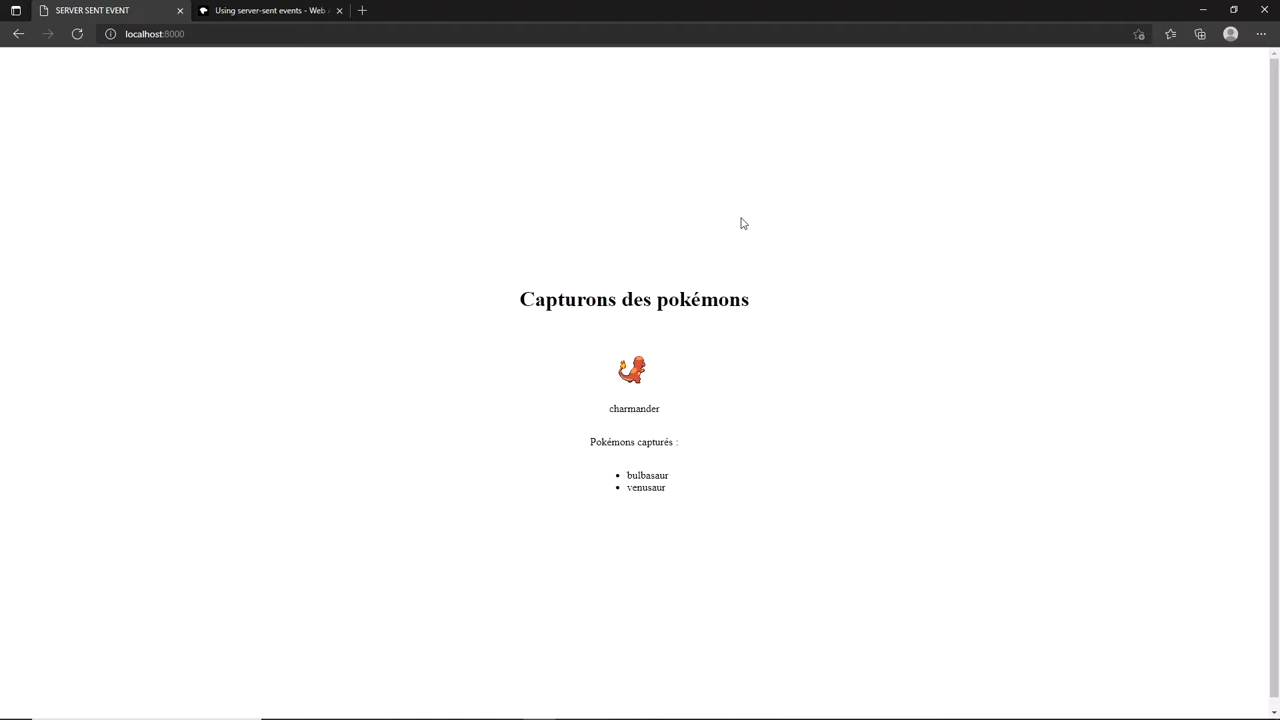 SERVER SENT EVENT
Using server-sent events - Web A
localhost:8000
Capturons des pokémons
charmander
Pokémons capturés :
• bulbasaur
• venusaur